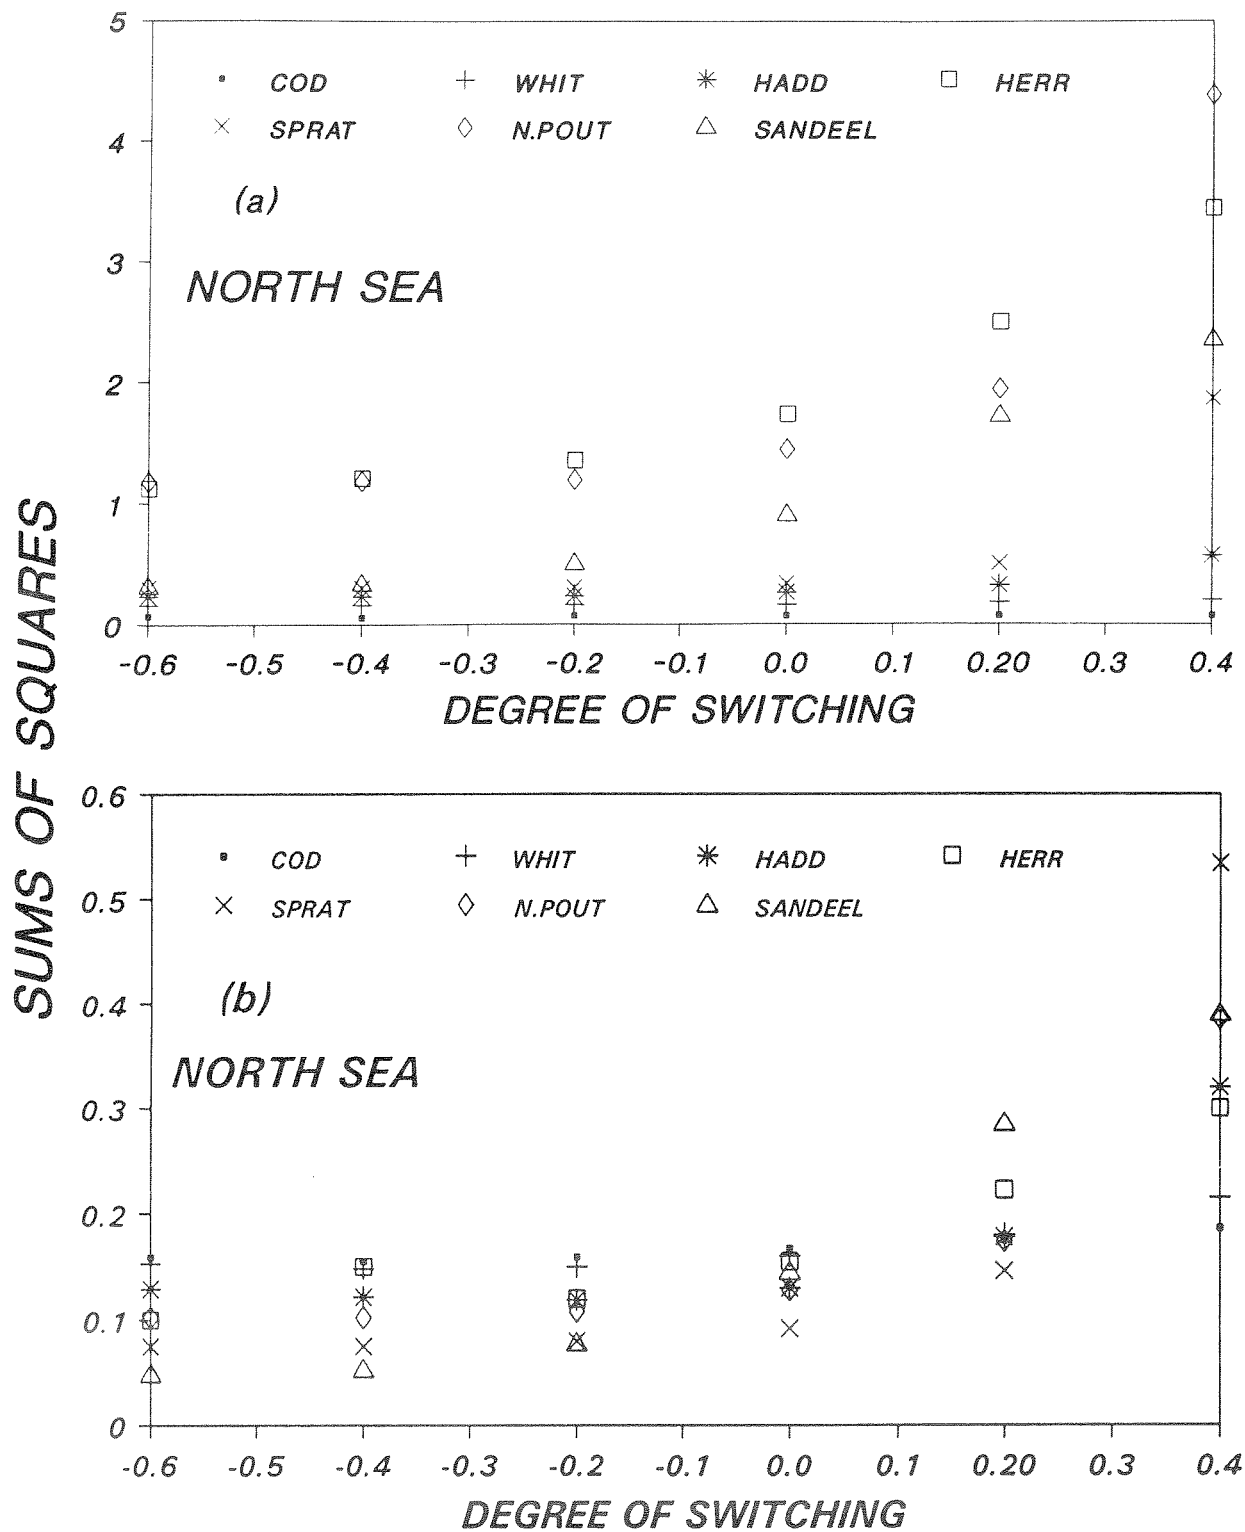 5
COD WHIT HADD HERR
SPRAT N.POUT SANDEEL
4
(a)
3
NORTH SEA
2
1
0
-0.6 -0.5 -0.4 -0.3 -0.2 -0.1 0.0 0.1 0.20 0.3 0.4
DEGREE OF SWITCHING
SUMS OF SQUARES
0.6
COD WHIT HADD HERR
0.5
SPRAT N.POUT SANDEEL
(b)
0.4
NORTH SEA
0.3
0.2
0.1
0
-0.6 -0.5 -0.4 -0.3 -0.2 -0.1 0.0 0.1 0.20 0.3 0.4
DEGREE OF SWITCHING